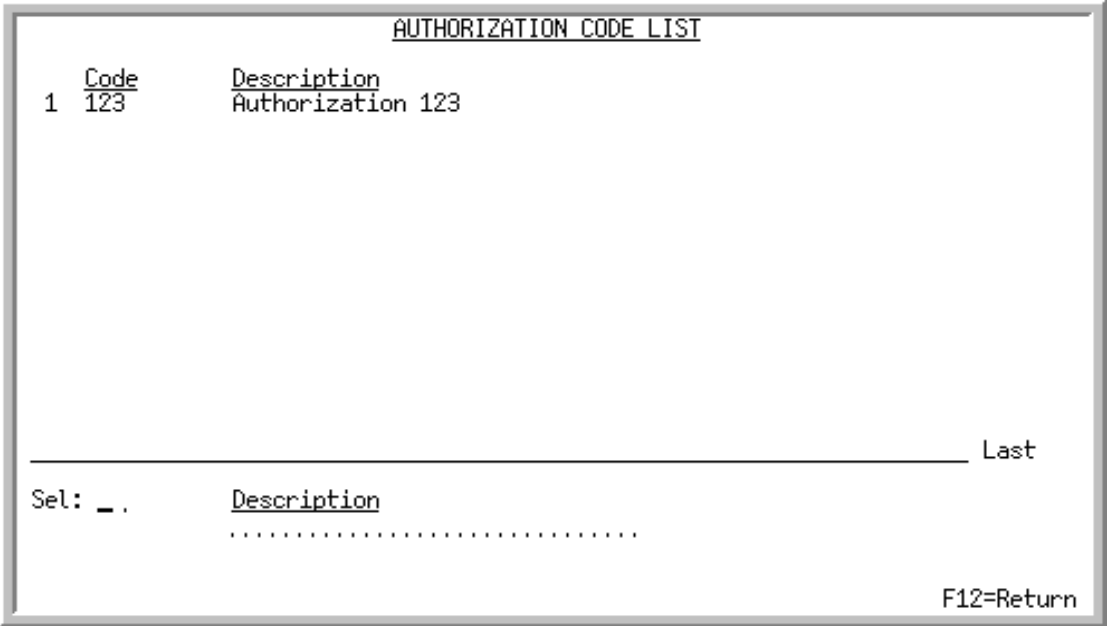 AUTHORIZATION CODE LIST
Code Description
1 123 Authorization 123
Last
Sel: _ . Description
...............................
F12=Return